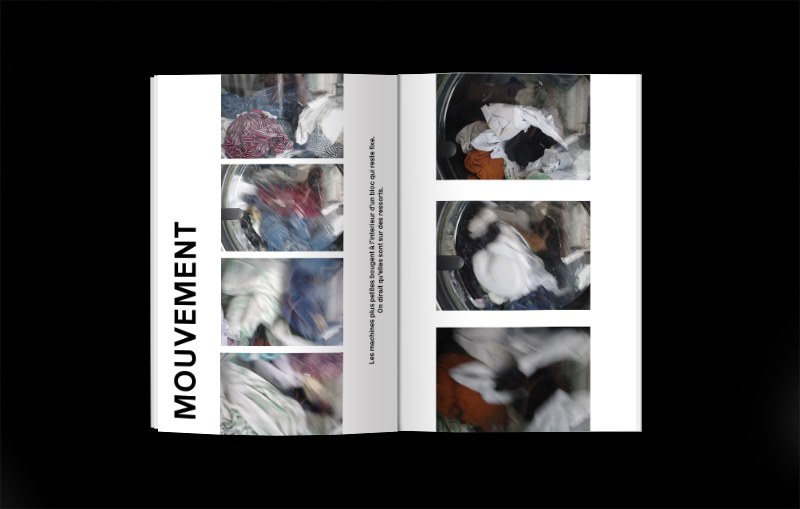 MOUVEMENT
Les machines plus petites bougent à l'interieur d'un bloc qui reste fixe.
On dirait qu'elles sont sur des ressorts.